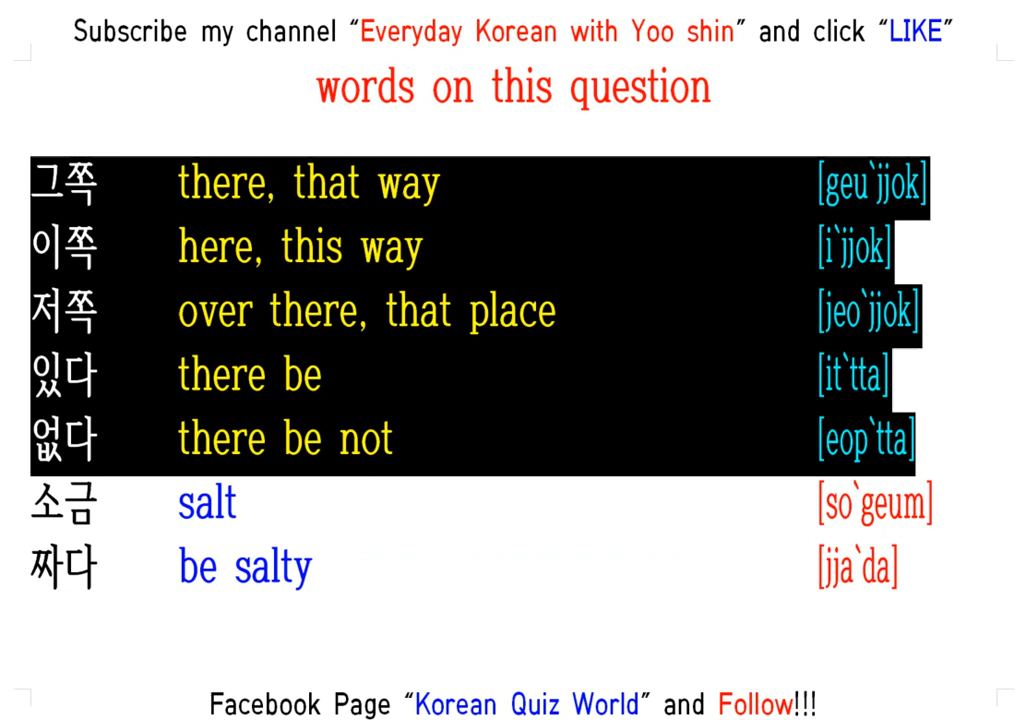 Subscribe my channel “Everyday Korean with Yoo shin” and click “LIKE”
words on this question
그쪽 there, that way [geu`jjok]
이쪽 here, this way [i`jjok]
저쪽 over there, that place [jeo`jjok]
있다 there be [it`tta]
없다 there be not [eop`tta]
소금 salt [so`geum]
짜다 be salty [jja`da]
Facebook Page “Korean Quiz World” and Follow!!!